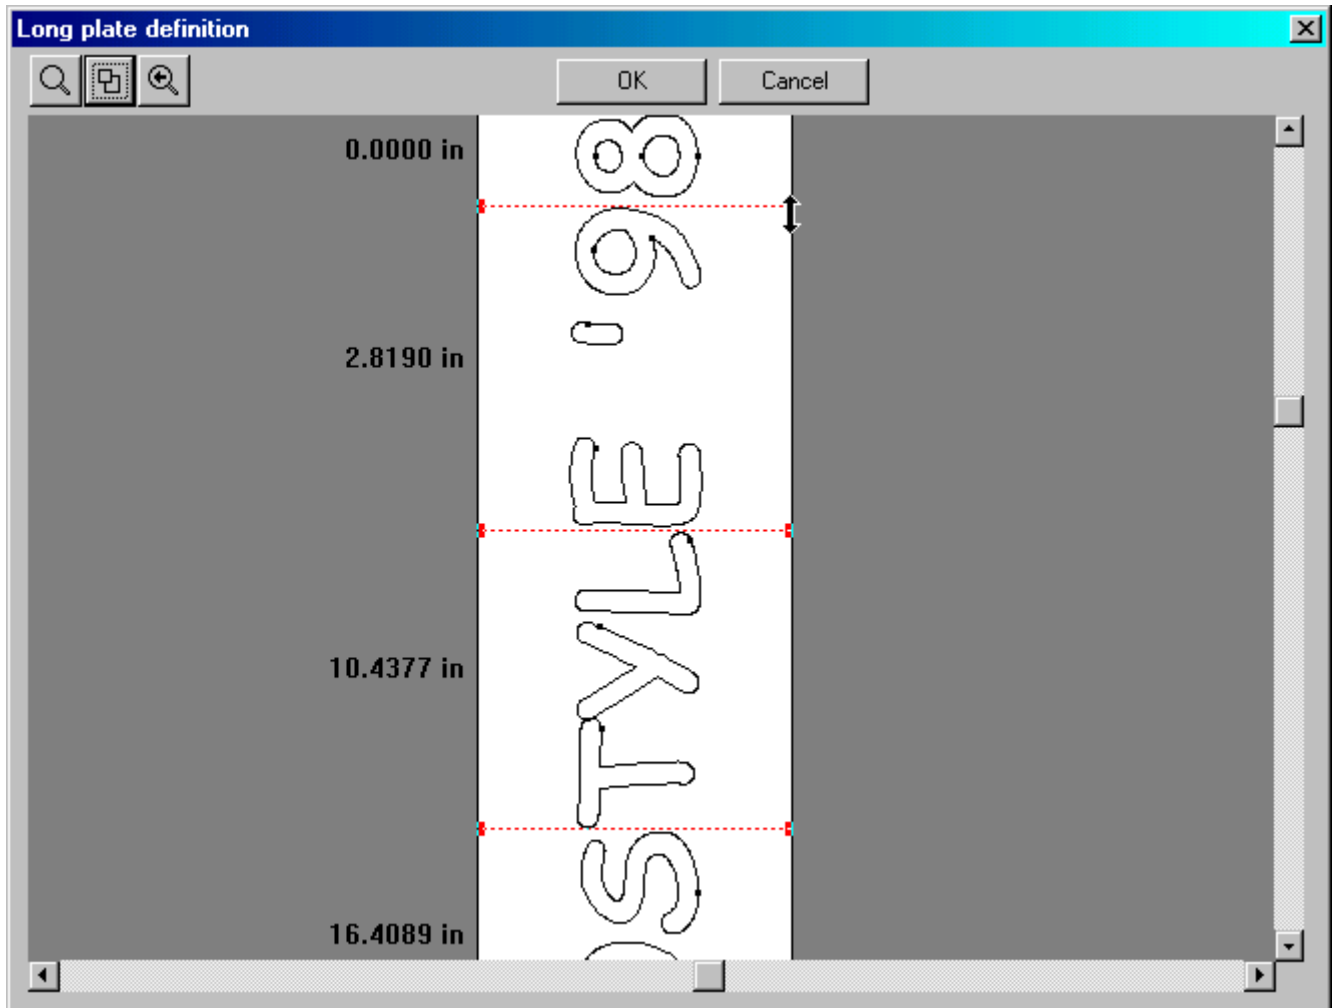 Long plate definition
OK Cancel
0.0000 in
2.8190 in
10.4377 in
16.4089 in
STYLE '98